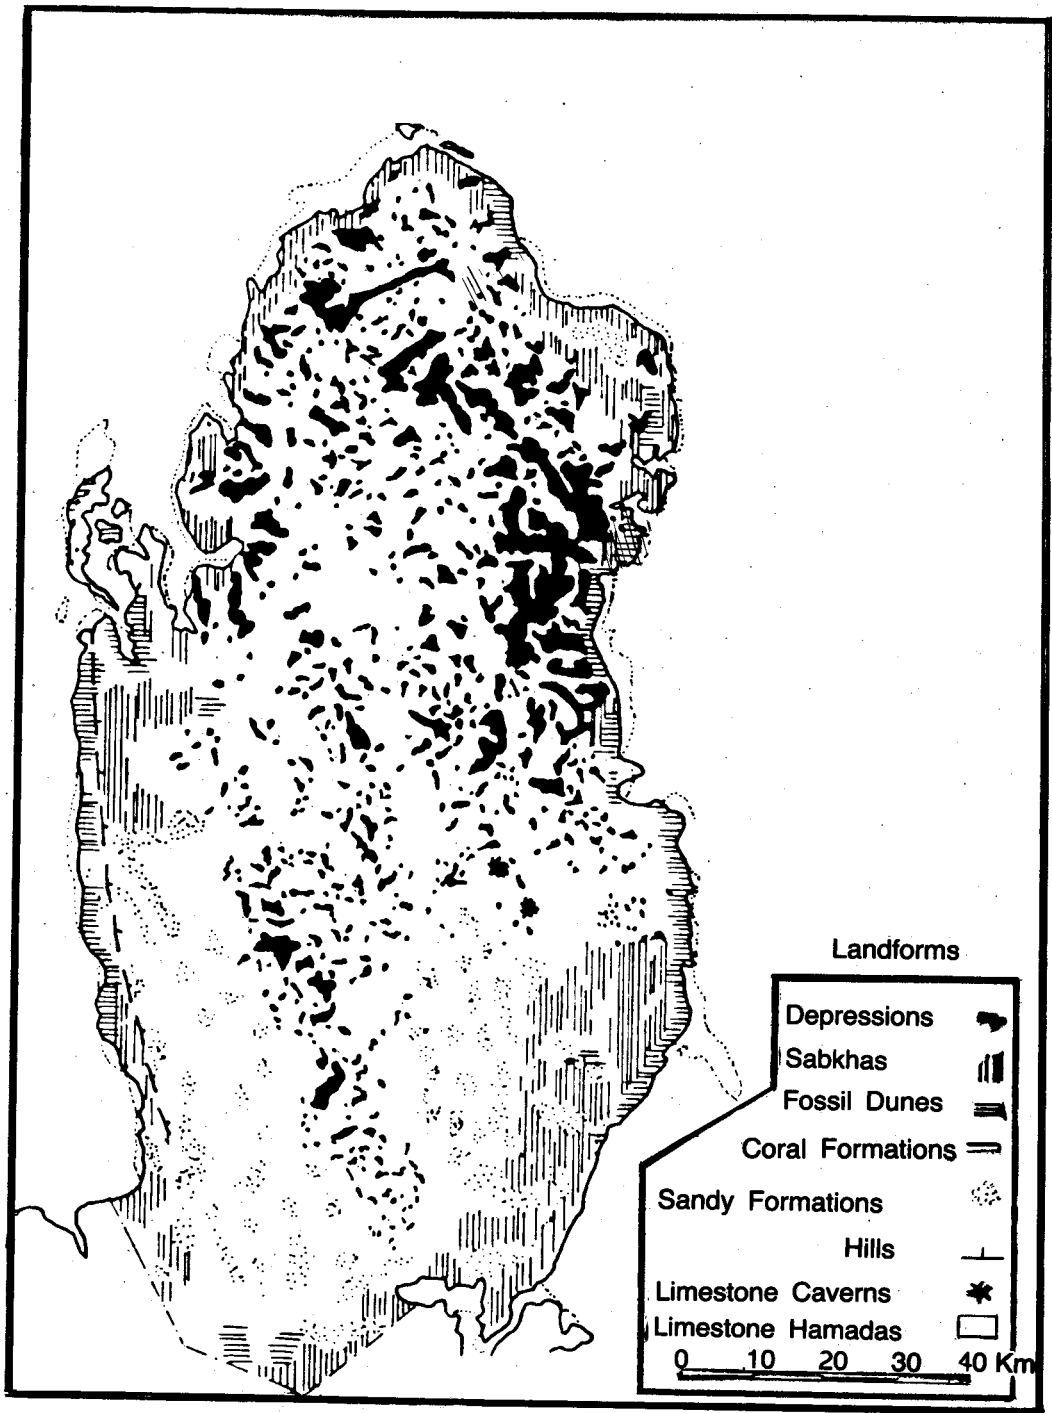 Landforms
Depressions
Sabkhas
Fossil Dunes
Coral Formations
Sandy Formations
Hills
Limestone Caverns
Limestone Hamadas
0 10 20 30 40 Km